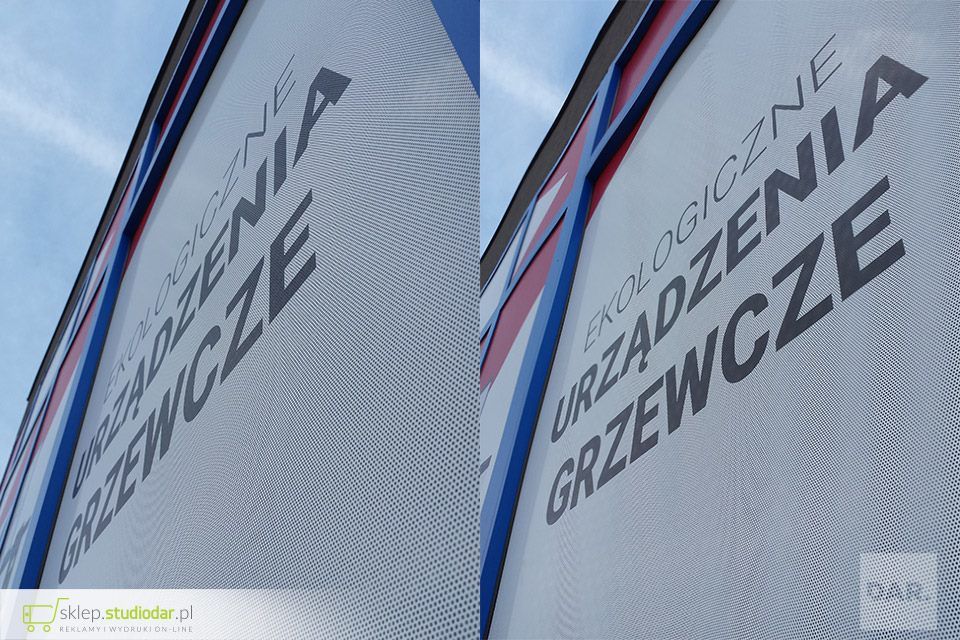 EKOLOGICZNE
URZĄDZENIA
GRZEWCZE
EKOLOGICZNE
URZĄDZENIA
GRZEWCZE
sklep.studiodar.pl
REKLAMY I WYDRUKI ON-LINE
DAR.